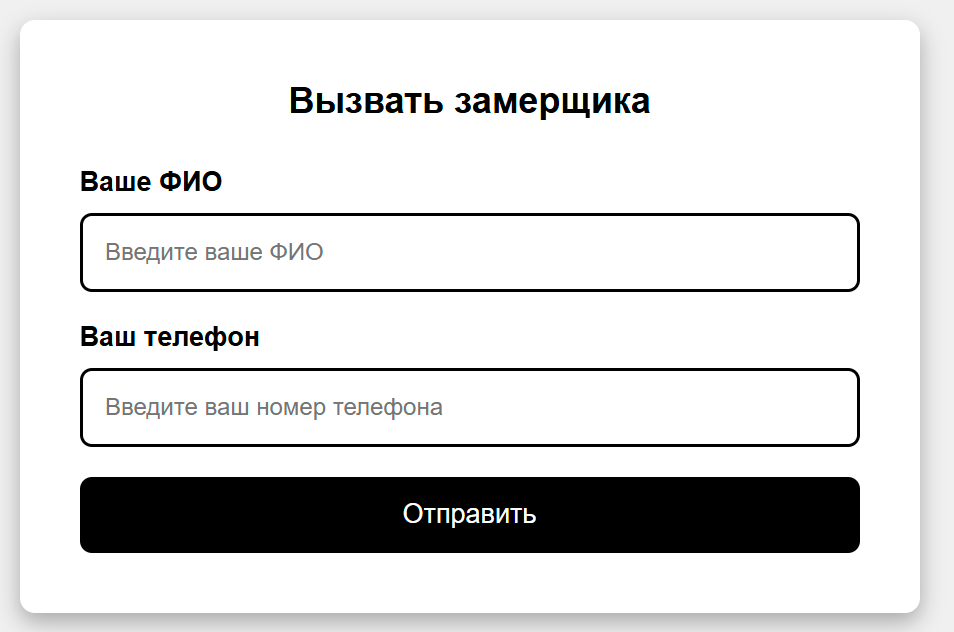 Вызвать замерщика
Ваше ФИО
Введите ваше ФИО
Ваш телефон
Введите ваш номер телефона
Отправить